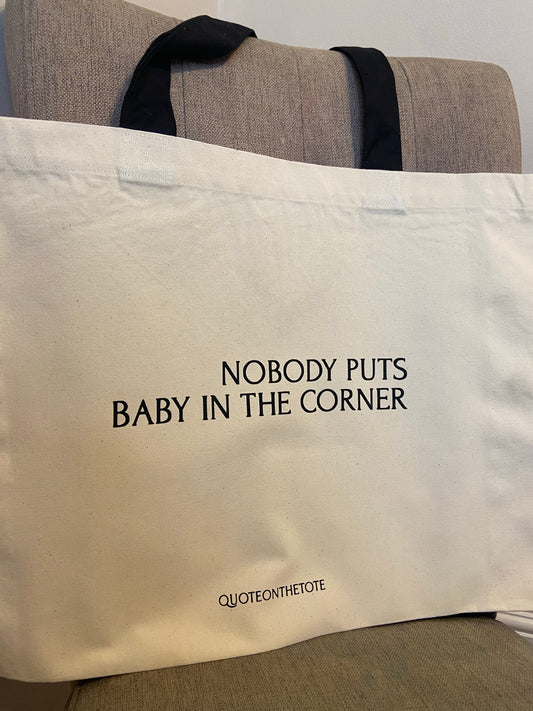 NOBODY PUTS
BABY IN THE CORNER
QUOTEONTHETOTE